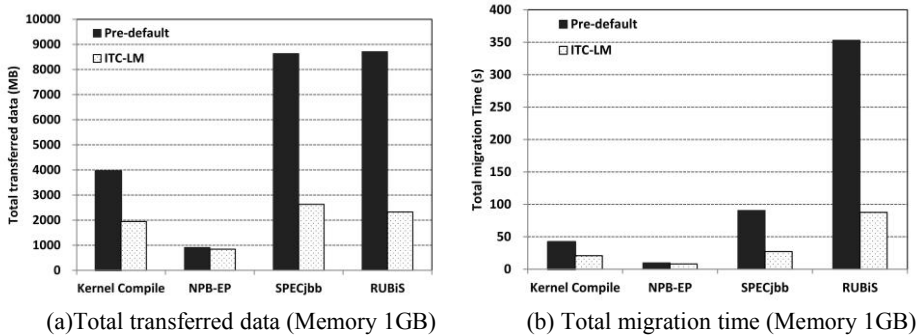 Total transferred data (MB)
10000
9000
8000
7000
6000
5000
4000
3000
2000
1000
0
Pre-default
ITC-LM
Kernel Compile
NPB-EP
SPECjbb
RUBiS
(a)Total transferred data (Memory 1GB)
Total migration Time (s)
400
350
300
250
200
150
100
50
0
Pre-default
ITC-LM
Kernel Compile
NPB-EP
SPECjbb
RUBiS
(b) Total migration time (Memory 1GB)